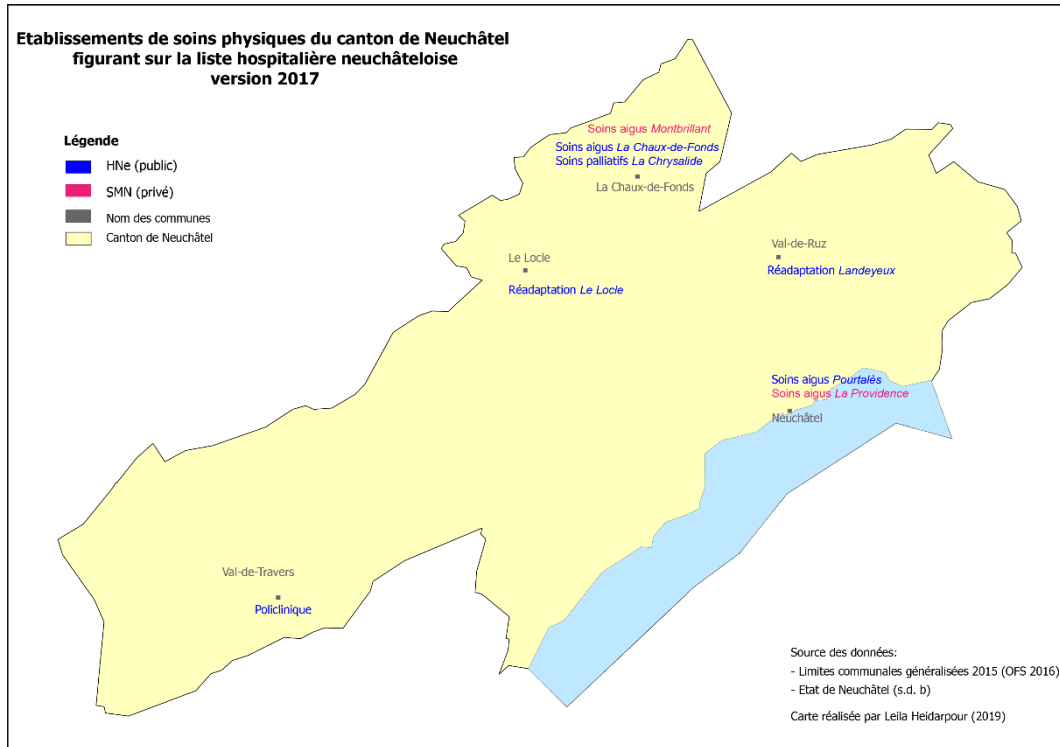 Etablissements de soins physiques du canton de Neuchâtel
figurant sur la liste hospitalière neuchâteloise
version 2017
Légende
HNe (public)
SMN (privé)
Nom des communes
Canton de Neuchâtel
Soins aigus Montbrillant
Soins aigus La Chaux-de-Fonds
Soins palliatifs La Chrysalide
La Chaux-de-Fonds
Le Locle
Réadaptation Le Locle
Val-de-Ruz
Réadaptation Landeyeux
Soins aigus Pourtalès
Soins aigus La Providence
Neuchâtel
Val-de-Travers
Policlinique
Source des données:
- Limites communales généralisées 2015 (OFS 2016)
- Etat de Neuchâtel (s.d. b)
Carte réalisée par Leila Heidarpour (2019)